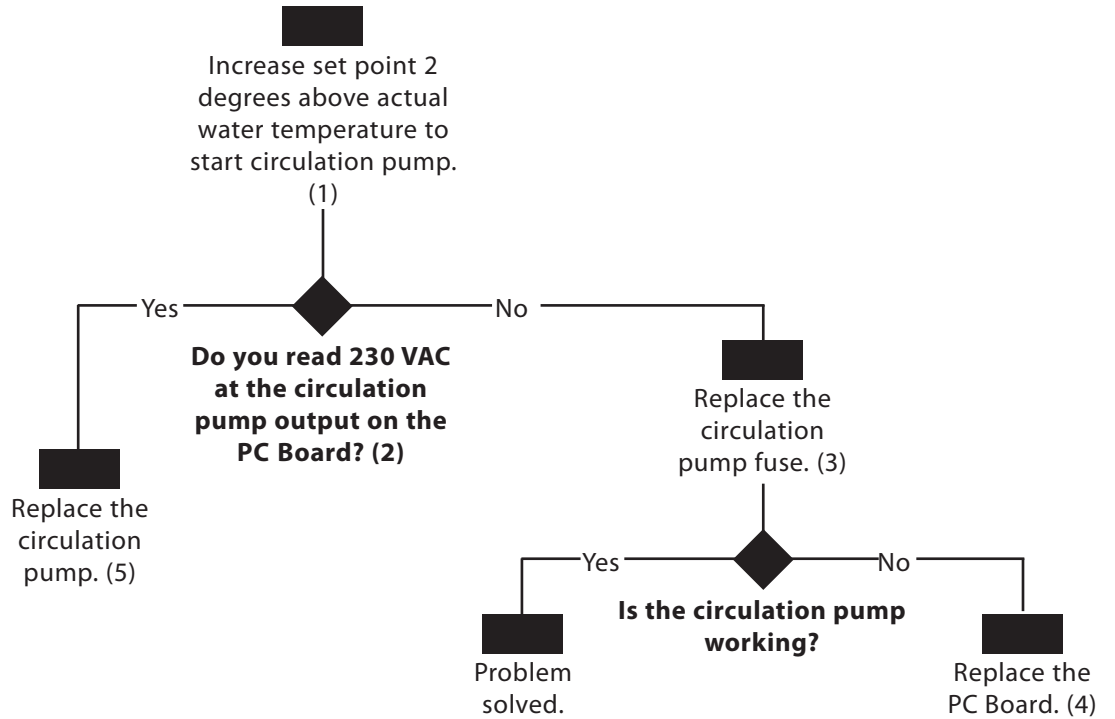 Increase set point 2
degrees above actual
water temperature to
start circulation pump.
(1)
Yes
No
Do you read 230 VAC
at the circulation
pump output on the
PC Board? (2)
Replace the
circulation
pump fuse. (3)
Replace the
circulation
pump. (5)
Yes
No
Is the circulation pump
working?
Problem
solved.
Replace the
PC Board. (4)